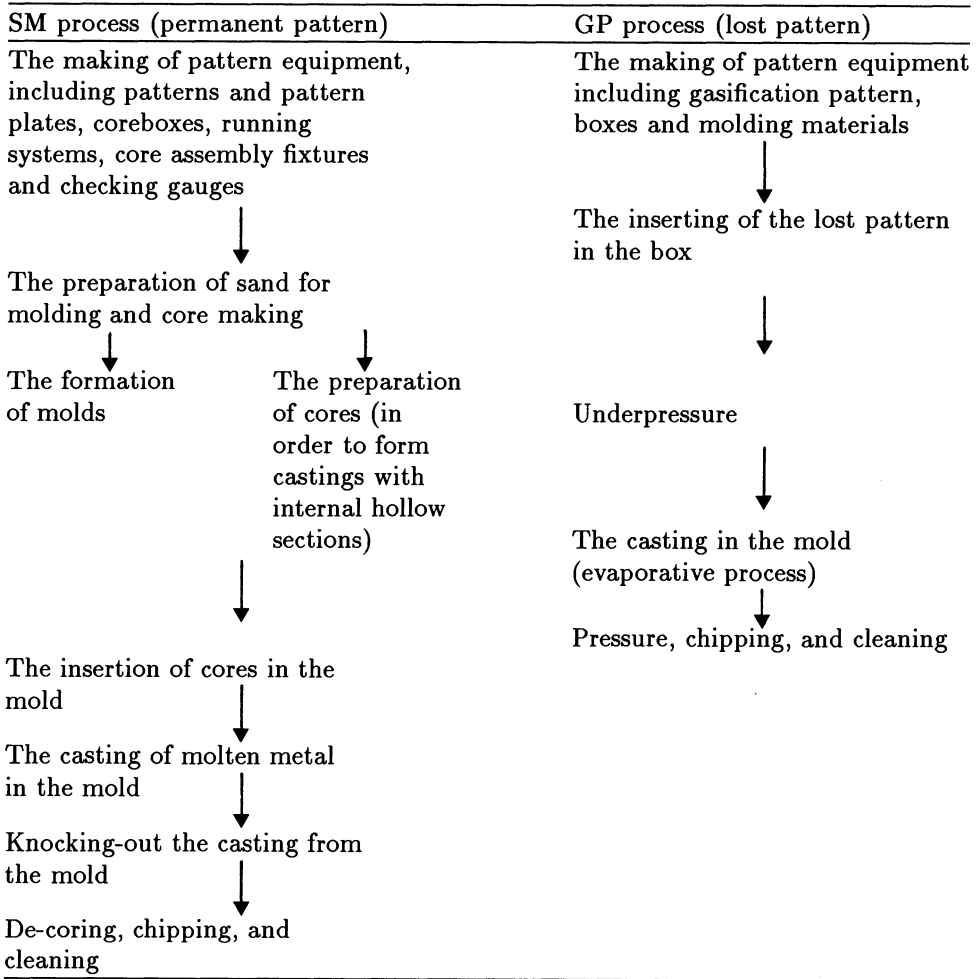 SM process (permanent pattern)
The making of pattern equipment,
including patterns and pattern
plates, coreboxes, running
systems, core assembly fixtures
and checking gauges
The preparation of sand for
molding and core making
The formation
of molds
The preparation
of cores (in
order to form
castings with
internal hollow
sections)
The insertion of cores in the
mold
The casting of molten metal
in the mold
Knocking-out the casting from
the mold
De-coring, chipping, and
cleaning
GP process (lost pattern)
The making of pattern equipment
including gasification pattern,
boxes and molding materials
The inserting of the lost pattern
in the box
Underpressure
The casting in the mold
(evaporative process)
Pressure, chipping, and cleaning